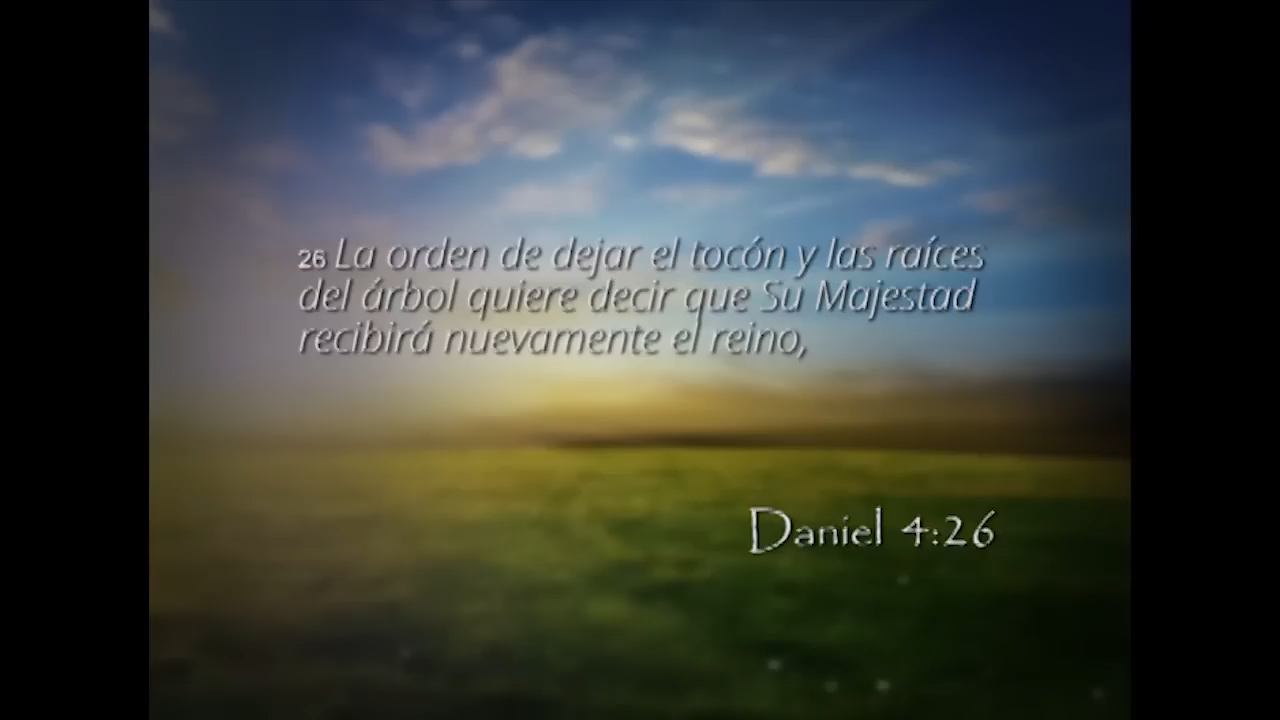 26 La orden de dejar el tocón y las raíces
del árbol quiere decir que Su Majestad
recibirá nuevamente el reino,
Daniel 4:26